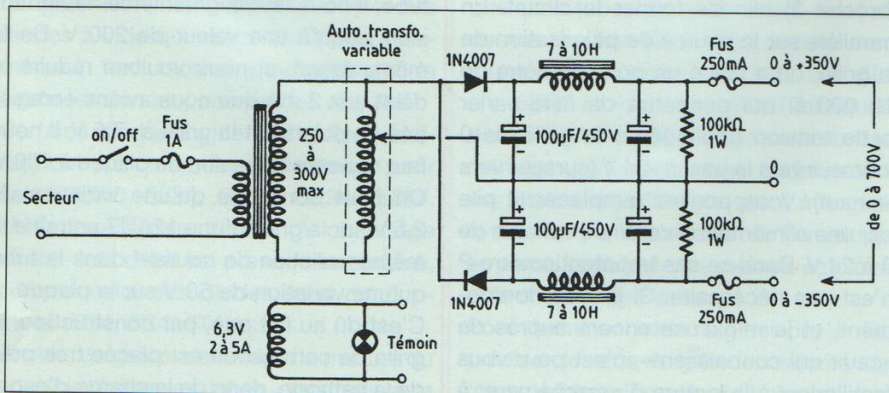 Auto. transfo.
variable
1N4007
7 à 10H
Fus
250mA
0 à +350V
on/off
Fus
1A
250
à
300V
max
100µF/450V
100kΩ
1W
0
de 0 à 700V
Secteur
100µF/450V
100kΩ
1W
1N4007
7 à 10H
Fus
250mA
0 à -350V
6,3V
2 à 5A
Témoin